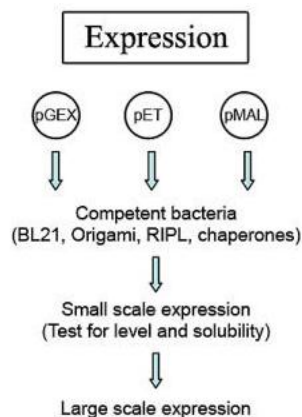 Expression
pGEX pET pMAL
Competent bacteria
(BL21, Origami, RIPL, chaperones)
Small scale expression
(Test for level and solubility)
Large scale expression